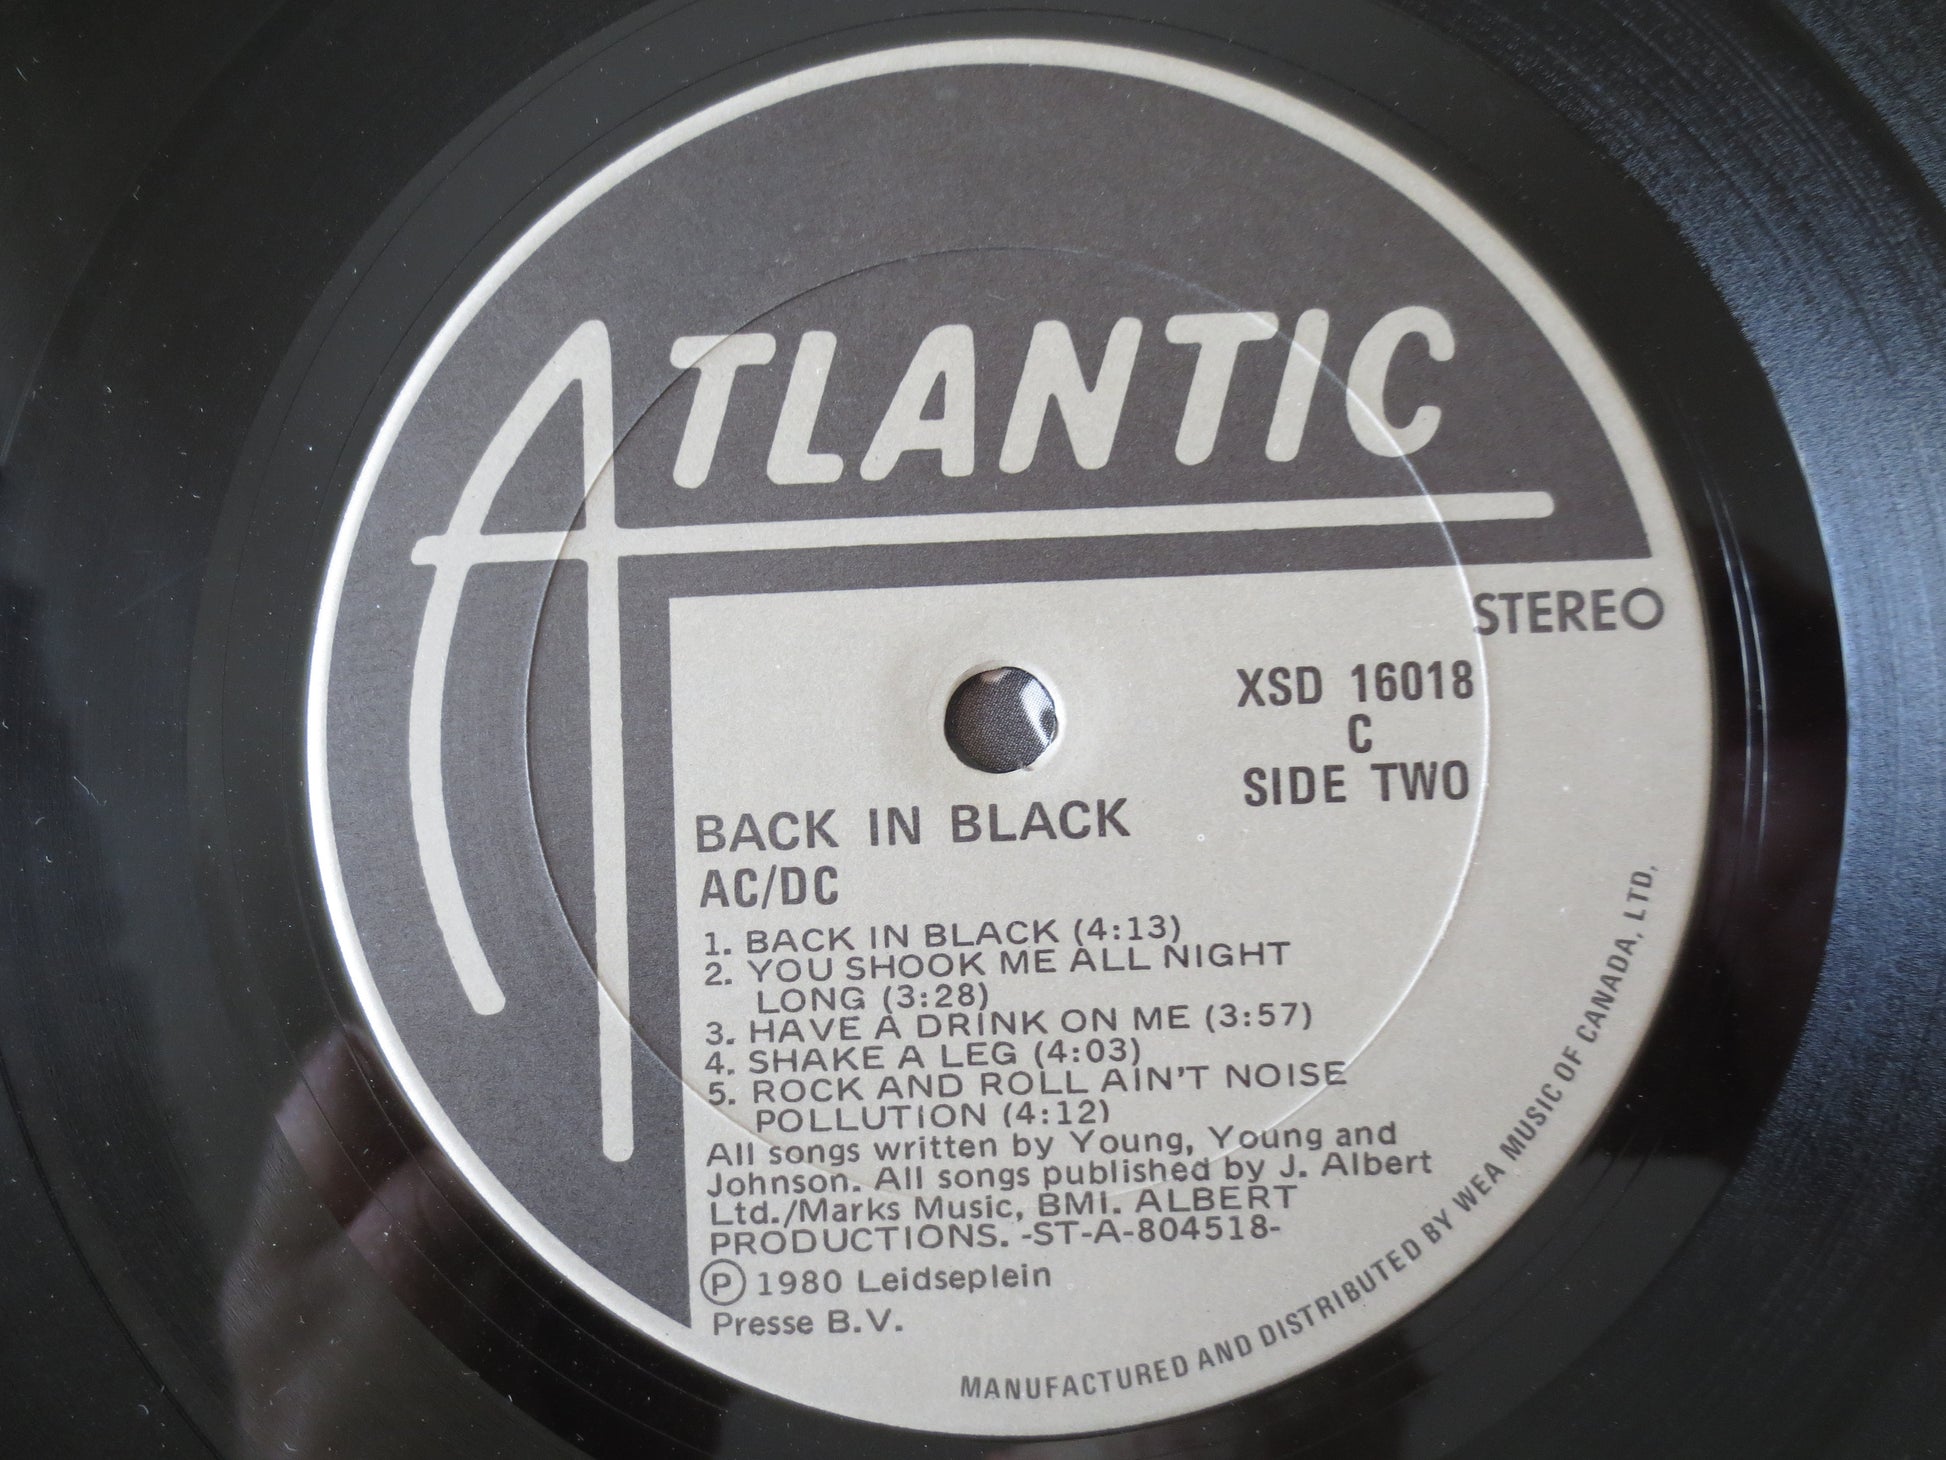 ATLANTIC
STEREO
XSD 16018
C
SIDE TWO
BACK IN BLACK
AC/DC
1. BACK IN BLACK (4:13)
2. YOU SHOOK ME ALL NIGHT
LONG (3:28)
3. HAVE A DRINK ON ME (3:57)
4. SHAKE A LEG (4:03)
5. ROCK AND ROLL AIN'T NOISE
POLLUTION (4:12)
All songs written by Young, Young and
Johnson. All songs published by J. Albert
Ltd./Marks Music, BMI. ALBERT
PRODUCTIONS. -ST-A-804518-
Ⓟ 1980 Leidseplein
Presse B.V.
MANUFACTURED AND DISTRIBUTED BY WEA MUSIC OF CANADA, LTD.